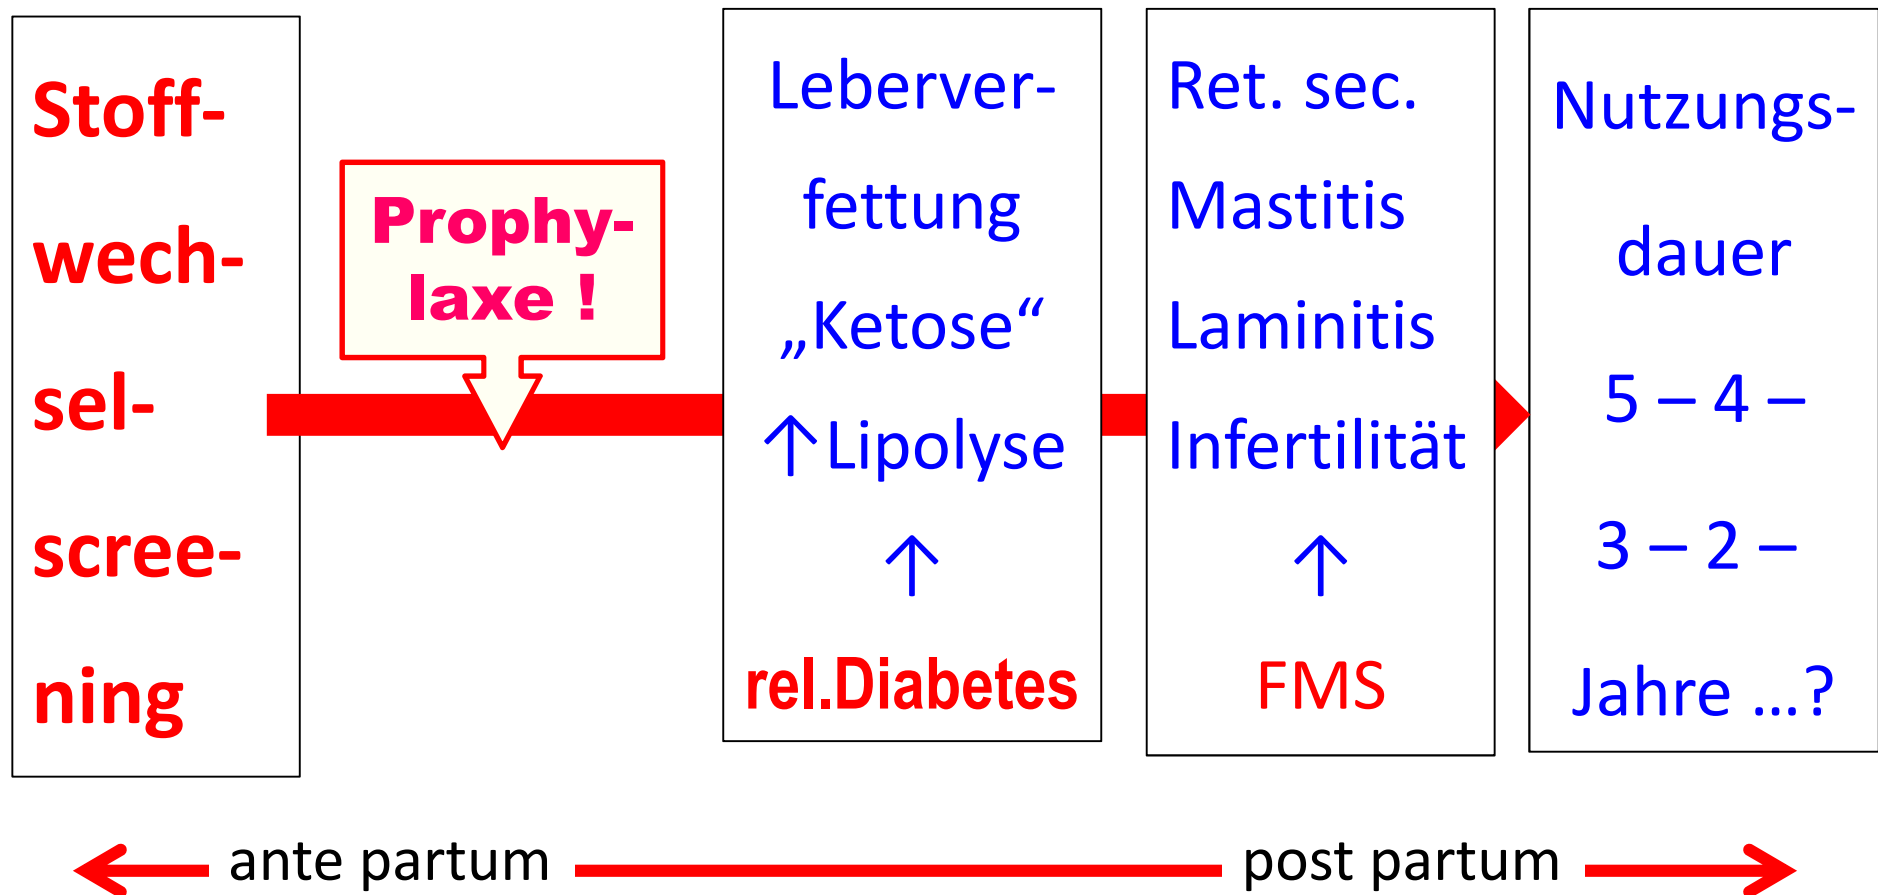 Stoff-
wech-
sel-
scree-
ning
Prophy-
laxe !
Leberver-
fettung
„Ketose“
↑Lipolyse
↑
rel.Diabetes
Ret. sec.
Mastitis
Laminitis
Infertilität
↑
FMS
Nutzungs-
dauer
5 – 4 –
3 – 2 –
Jahre ...?
ante partum
post partum